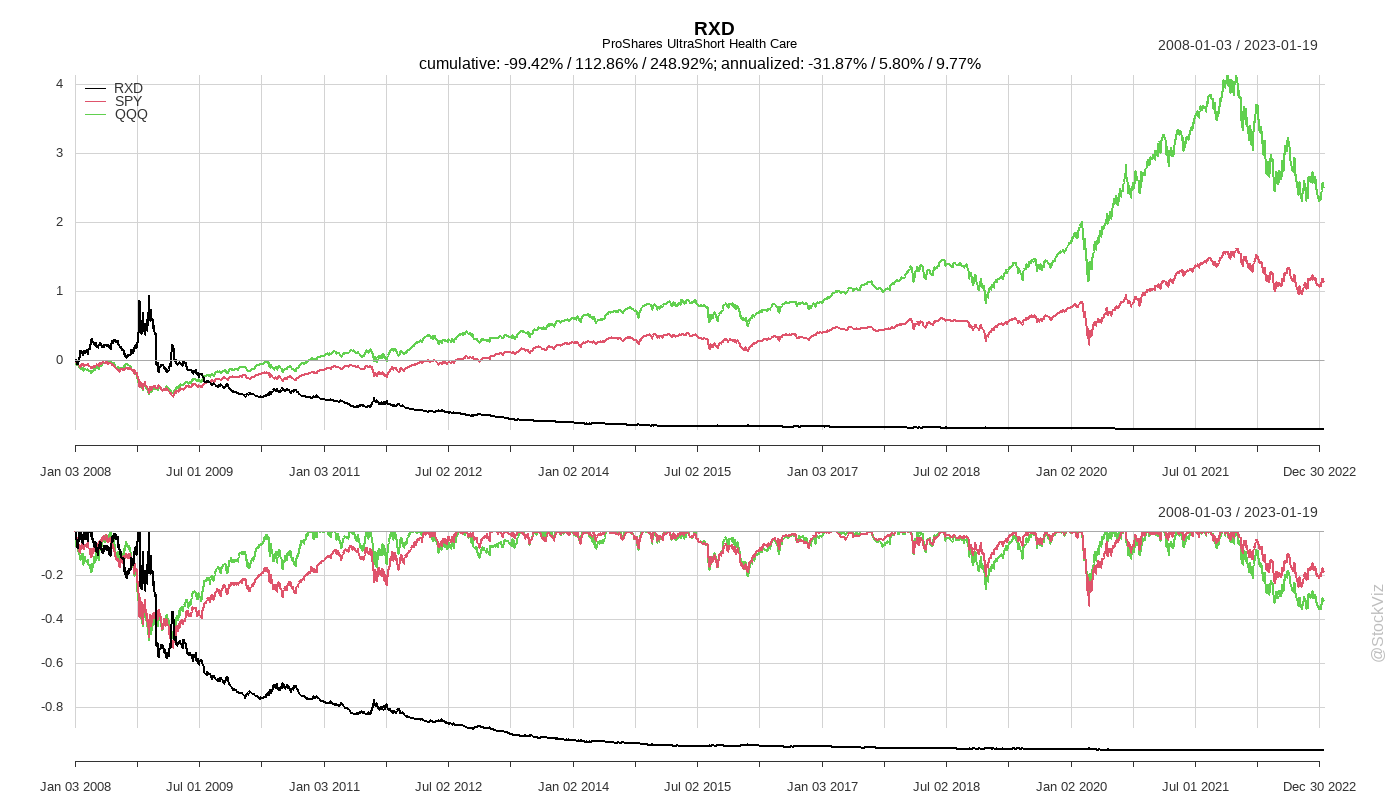 RXD
ProShares UltraShort Health Care
2008-01-03 / 2023-01-19
cumulative: -99.42% / 112.86% / 248.92%; annualized: -31.87% / 5.80% / 9.77%
RXD
SPY
QQQ
4
3
2
1
0
Jan 03 2008 Jul 01 2009 Jan 03 2011 Jul 02 2012 Jan 02 2014 Jul 02 2015 Jan 03 2017 Jul 02 2018 Jan 02 2020 Jul 01 2021 Dec 30 2022
2008-01-03 / 2023-01-19
-0.2
-0.4
-0.6
-0.8
Jan 03 2008 Jul 01 2009 Jan 03 2011 Jul 02 2012 Jan 02 2014 Jul 02 2015 Jan 03 2017 Jul 02 2018 Jan 02 2020 Jul 01 2021 Dec 30 2022
@StockViz